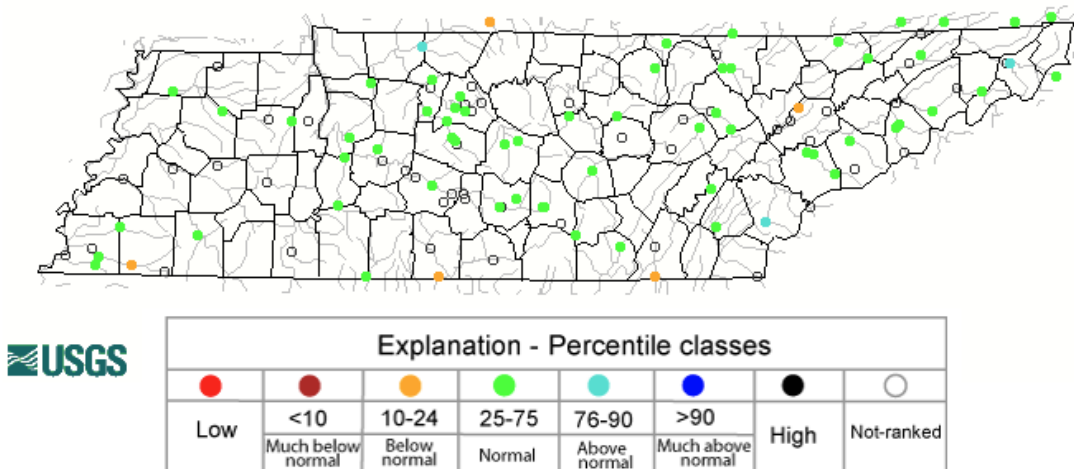 USGS
Explanation - Percentile classes
Low
<10
10-24
25-75
76-90
>90
High
Not-ranked
Much below
normal
Below
normal
Normal
Above
normal
Much above
normal